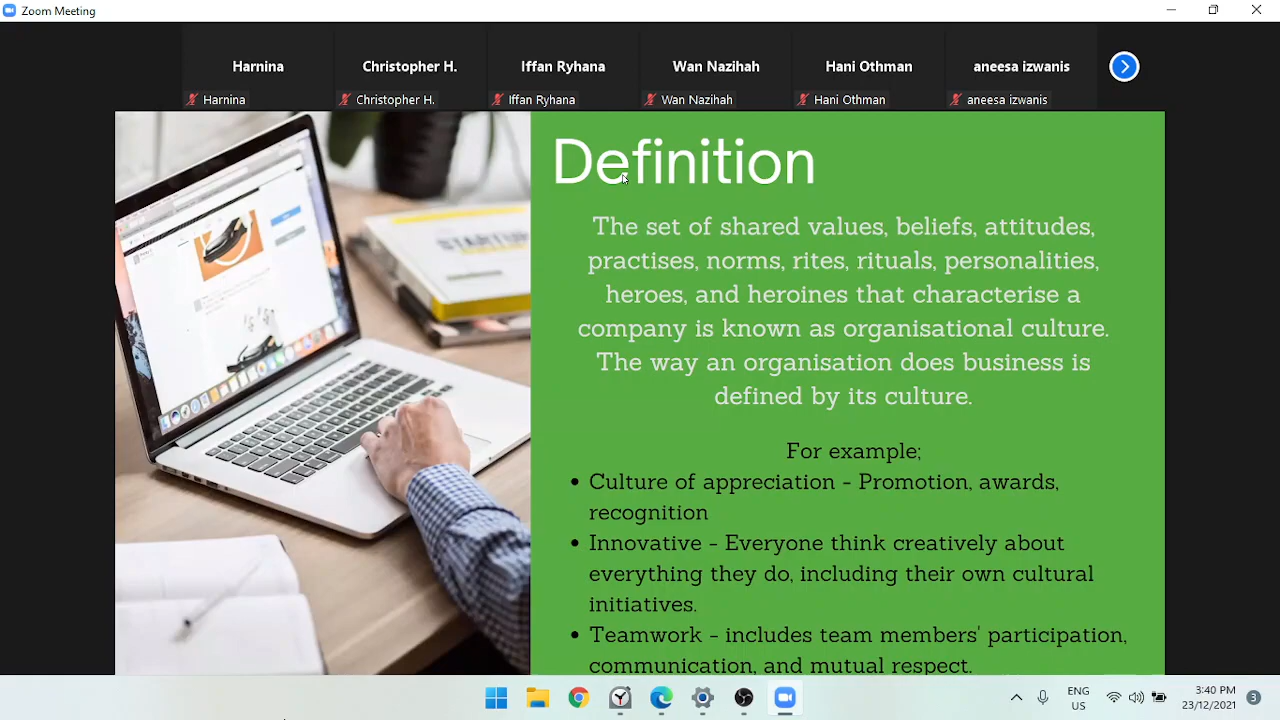 Zoom Meeting
Harnina
Christopher H.
Iffan Ryhana
Wan Nazihah
Hani Othman
aneesa izwanis
Harnina
Christopher H.
Iffan Ryhana
Wan Nazihah
Hani Othman
aneesa izwanis
Definition
The set of shared values, beliefs, attitudes,
practises, norms, rites, rituals, personalities,
heroes, and heroines that characterise a
company is known as organisational culture.
The way an organisation does business is
defined by its culture.
For example;
• Culture of appreciation - Promotion, awards,
recognition
• Innovative - Everyone think creatively about
everything they do, including their own cultural
initiatives.
• Teamwork - includes team members' participation,
communication, and mutual respect.
STARTUP
ENG
US
3:40 PM
23/12/2021
3